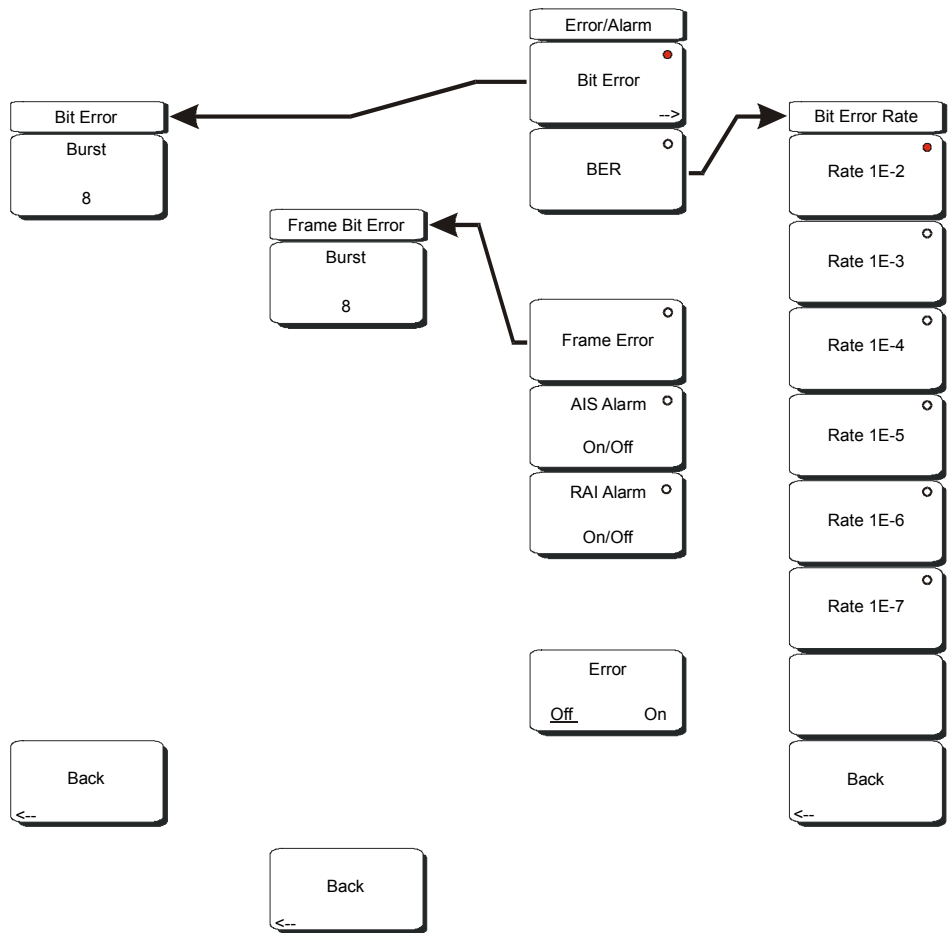 Error/Alarm
Bit Error
-->
BER
Frame Error
AIS Alarm
On/Off
RAI Alarm
On/Off
Error
Off On
Bit Error
Burst
8
Back
<--
Frame Bit Error
Burst
8
Back
<--
Bit Error Rate
Rate 1E-2
Rate 1E-3
Rate 1E-4
Rate 1E-5
Rate 1E-6
Rate 1E-7
Back
<--